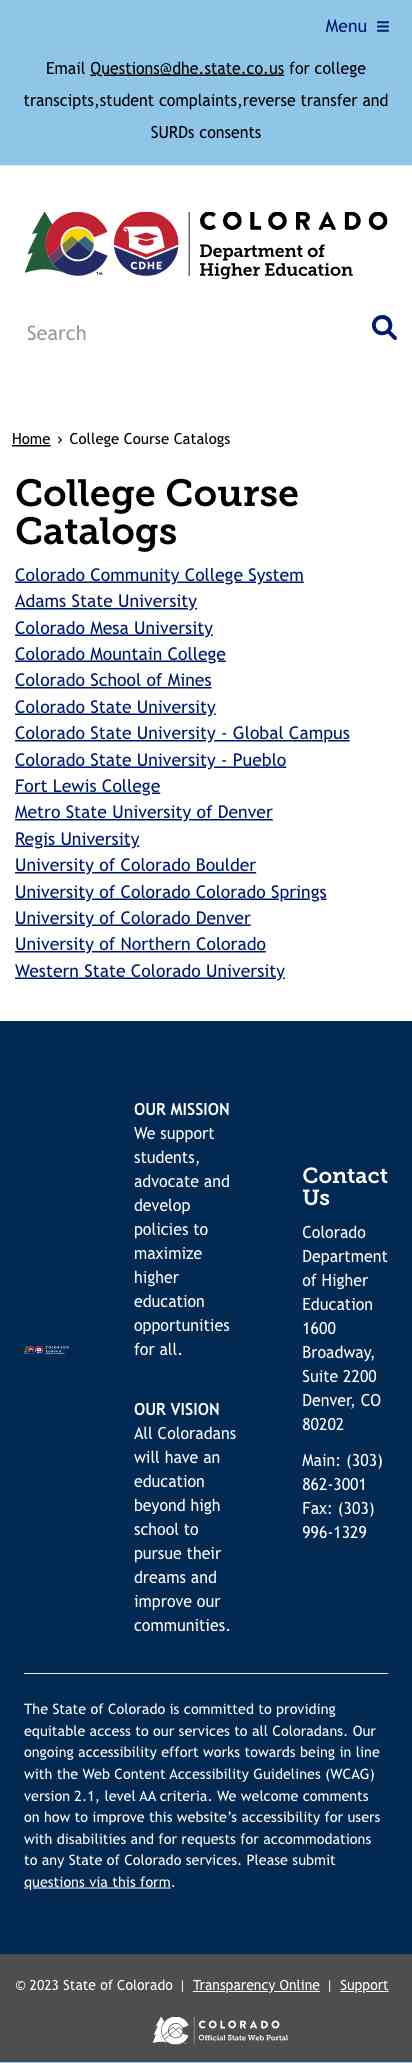 Menu
Email Questions@dhe.state.co.us for college
transcipts,student complaints,reverse transfer and
SURDs consents
CDHE
TM
COLORADO
Department of
Higher Education
Search
Home › College Course Catalogs
College Course
Catalogs
Colorado Community College System
Adams State University
Colorado Mesa University
Colorado Mountain College
Colorado School of Mines
Colorado State University
Colorado State University - Global Campus
Colorado State University - Pueblo
Fort Lewis College
Metro State University of Denver
Regis University
University of Colorado Boulder
University of Colorado Colorado Springs
University of Colorado Denver
University of Northern Colorado
Western State Colorado University
OUR MISSION
We support
students,
advocate and
develop
policies to
maximize
higher
education
opportunities
for all.
OUR VISION
All Coloradans
will have an
education
beyond high
school to
pursue their
dreams and
improve our
communities.
Contact
Us
Colorado
Department
of Higher
Education
1600
Broadway,
Suite 2200
Denver, CO
80202
Main: (303)
862-3001
Fax: (303)
996-1329
The State of Colorado is committed to providing
equitable access to our services to all Coloradans. Our
ongoing accessibility effort works towards being in line
with the Web Content Accessibility Guidelines (WCAG)
version 2.1, level AA criteria. We welcome comments
on how to improve this website's accessibility for users
with disabilities and for requests for accommodations
to any State of Colorado services. Please submit
questions via this form.
© 2023 State of Colorado | Transparency Online | Support
COLORADO
Official State Web Portal